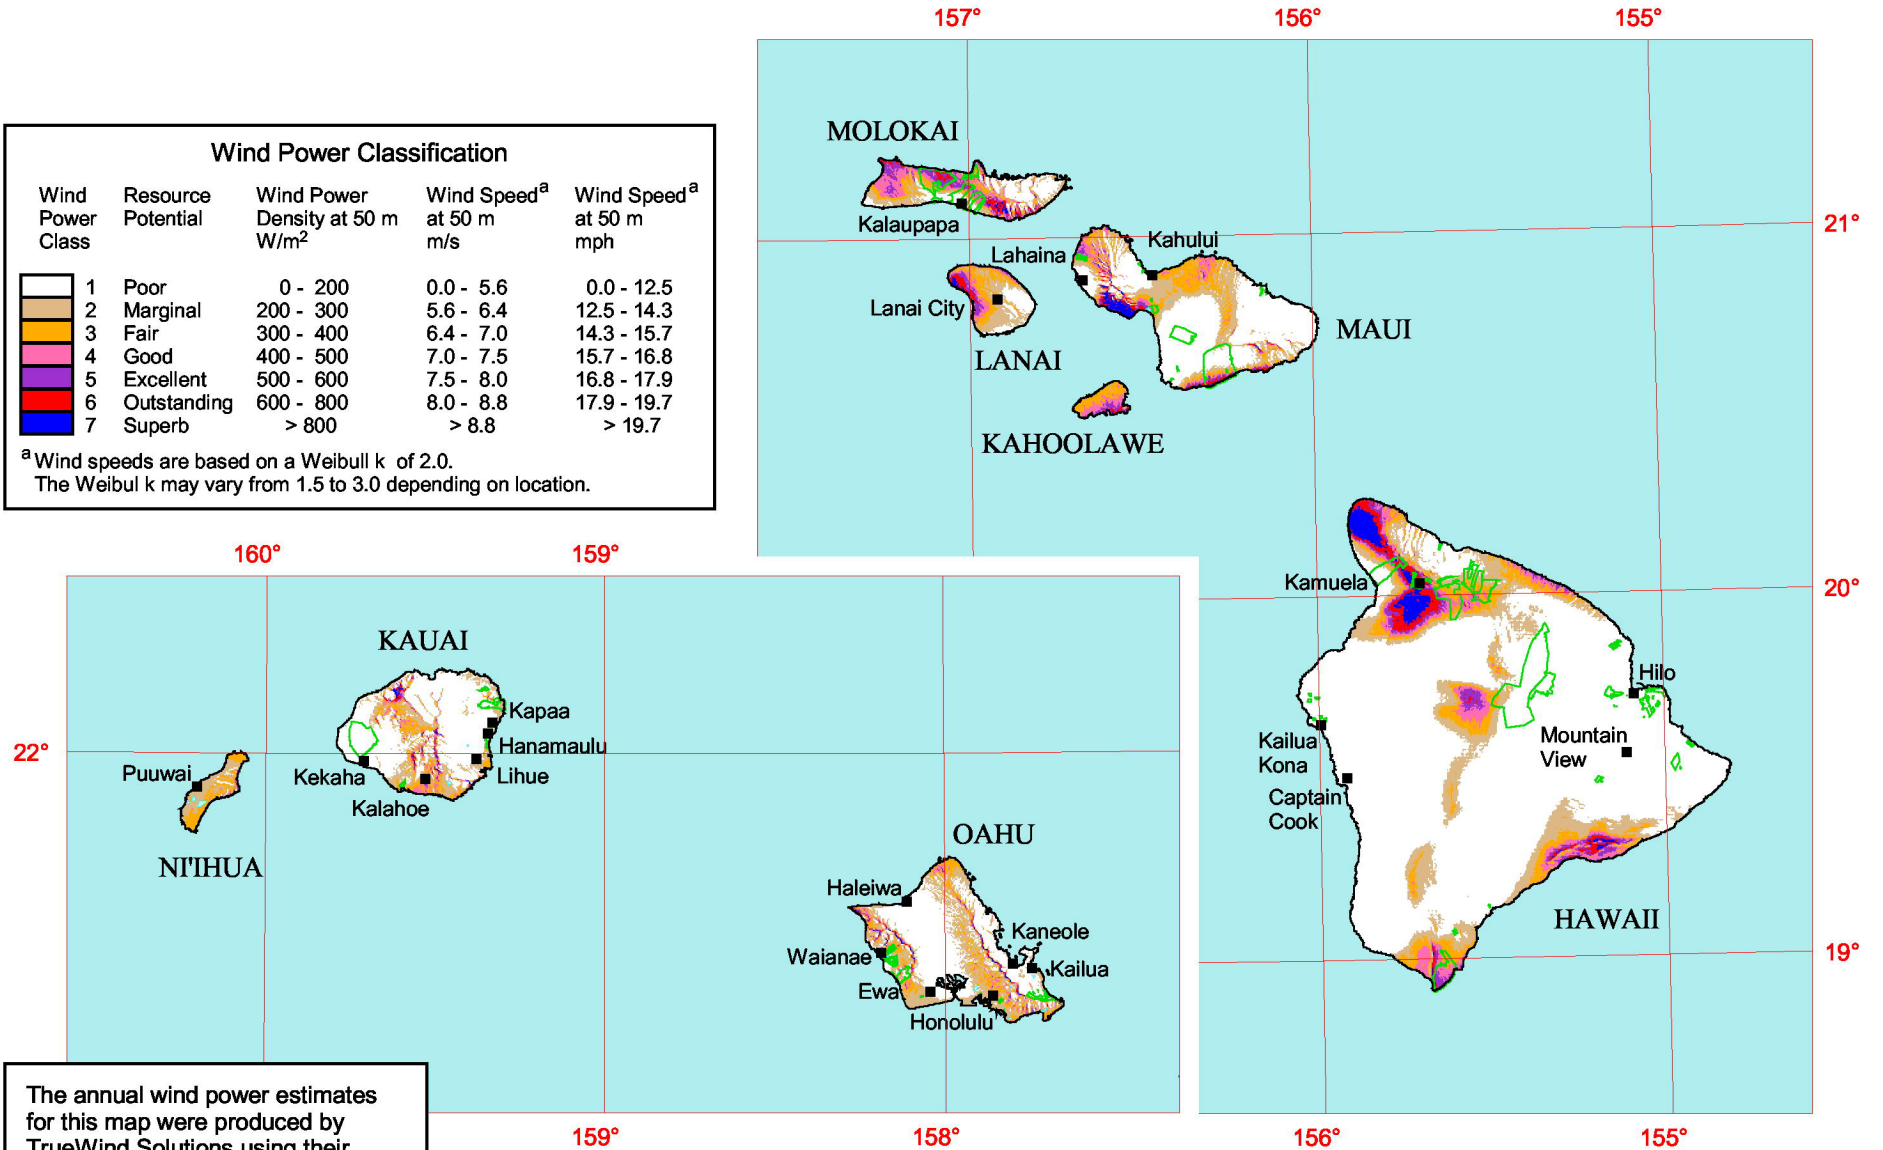 157° 156° 155°
Wind Power Classification
Wind Power Class Resource Potential Wind Power Density at 50 m W/m² Wind Speedᵃ at 50 m m/s Wind Speedᵃ at 50 m mph
1 Poor 0 - 200 0.0 - 5.6 0.0 - 12.5
2 Marginal 200 - 300 5.6 - 6.4 12.5 - 14.3
3 Fair 300 - 400 6.4 - 7.0 14.3 - 15.7
4 Good 400 - 500 7.0 - 7.5 15.7 - 16.8
5 Excellent 500 - 600 7.5 - 8.0 16.8 - 17.9
6 Outstanding 600 - 800 8.0 - 8.8 17.9 - 19.7
7 Superb > 800 > 8.8 > 19.7
ᵃ Wind speeds are based on a Weibull k of 2.0.
The Weibul k may vary from 1.5 to 3.0 depending on location.
MOLOKAI
Kalaupapa
21°
Lahaina
Kahului
Lanai City
LANAI
MAUI
KAHOOLAWE
160° 159°
Kamuela
20°
KAUAI
Kapaa
Hanamaulu
Lihue
Kekaha
Kalahoe
22°
Puuwai
NI'IHUA
Hilo
Mountain
View
Kailua
Kona
Captain
Cook
HAWAII
19°
OAHU
Haleiwa
Kaneole
Waianae
Kailua
Ewa
Honolulu
The annual wind power estimates
for this map were produced by
TrueWind Solutions using their
159° 158° 156° 155°